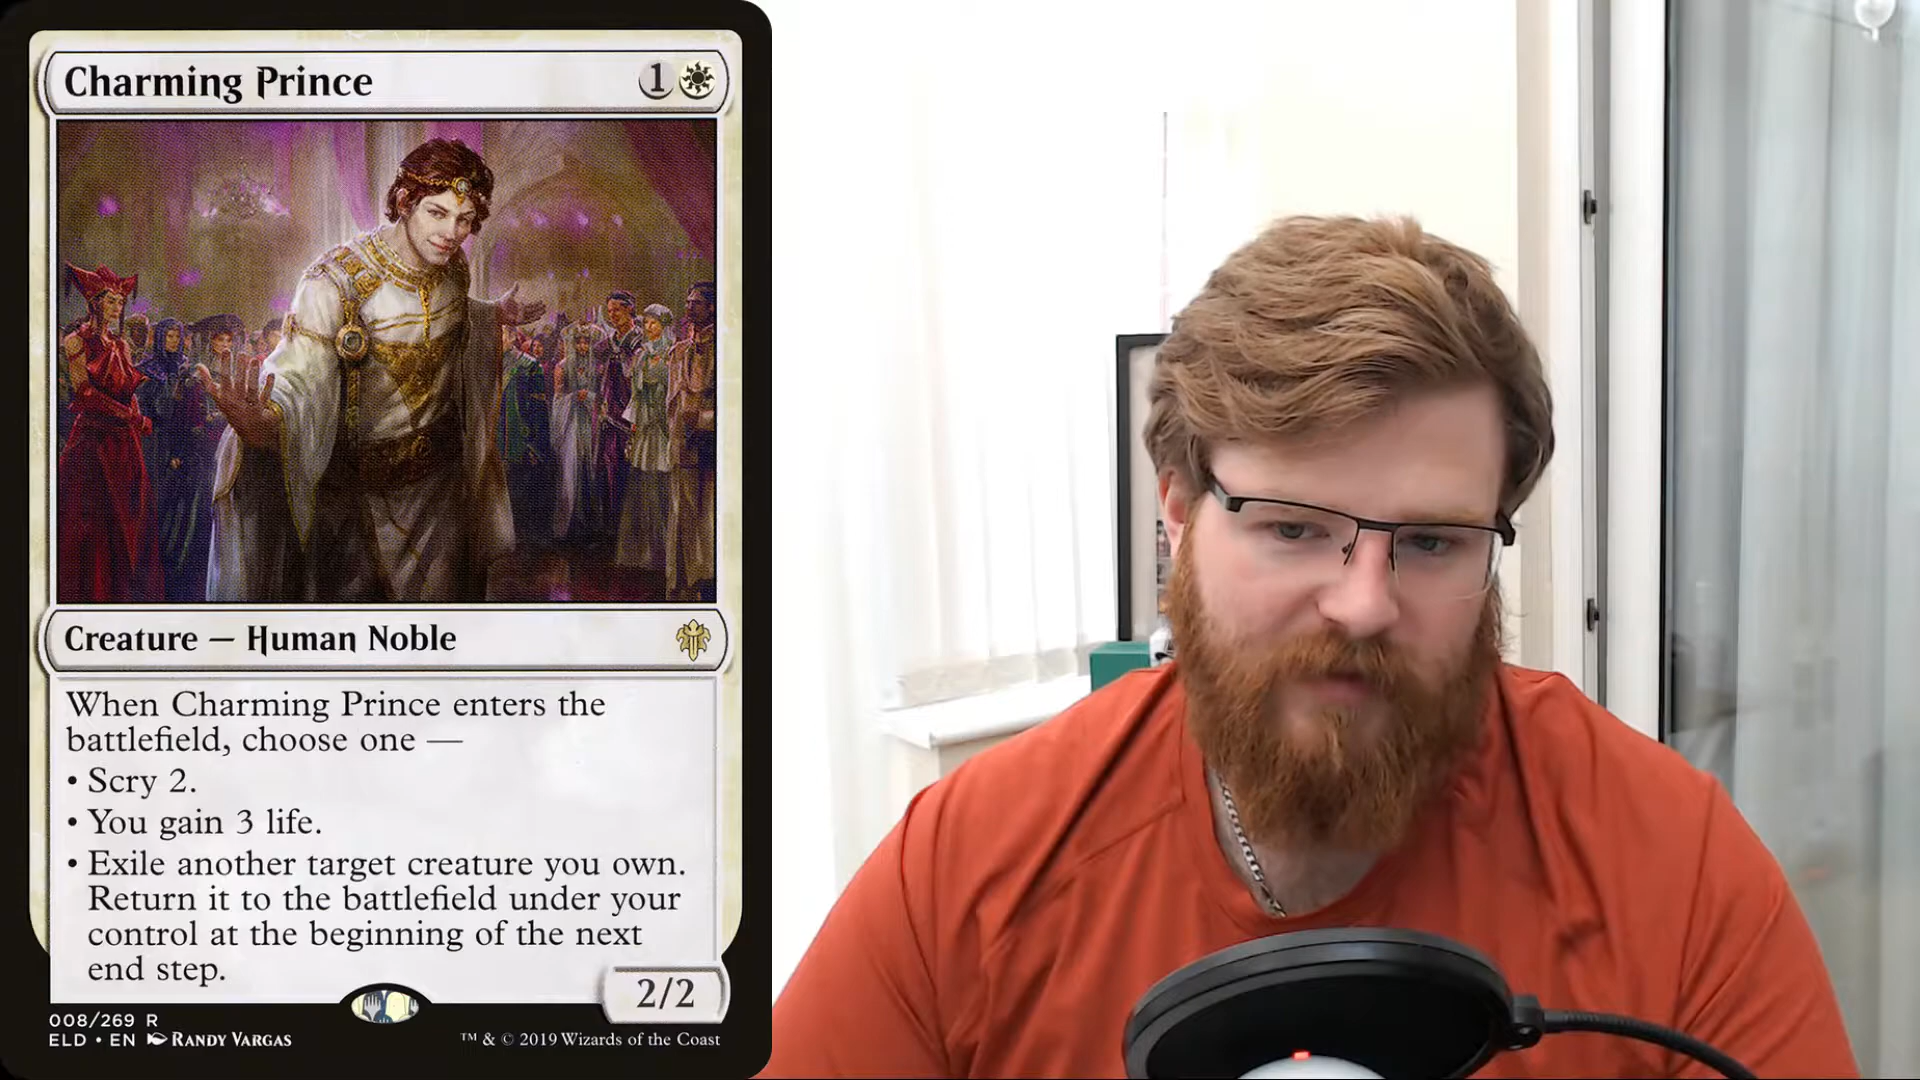 Charming Prince 1
Creature — Human Noble
When Charming Prince enters the
battlefield, choose one —
• Scry 2.
• You gain 3 life.
• Exile another target creature you own.
Return it to the battlefield under your
control at the beginning of the next
end step.
2/2
008/269 R
ELD • EN RANDY VARGAS
™ & © 2019 Wizards of the Coast